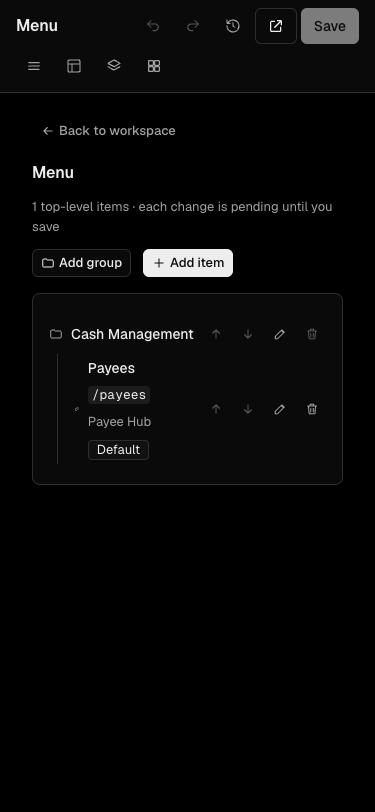 Menu
Save
Back to workspace
Menu
1 top-level items · each change is pending until you
save
Add group
Add item
Cash Management
Payees
/payees
Payee Hub
Default